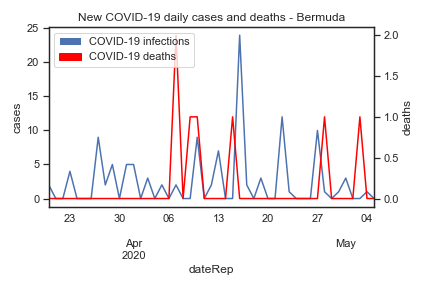 New COVID-19 daily cases and deaths - Bermuda
COVID-19 infections
COVID-19 deaths
25
20
15
10
5
0
cases
2.0
1.5
1.0
0.5
0.0
deaths
23 30 06 13 20 27 04
Apr May
2020
dateRep